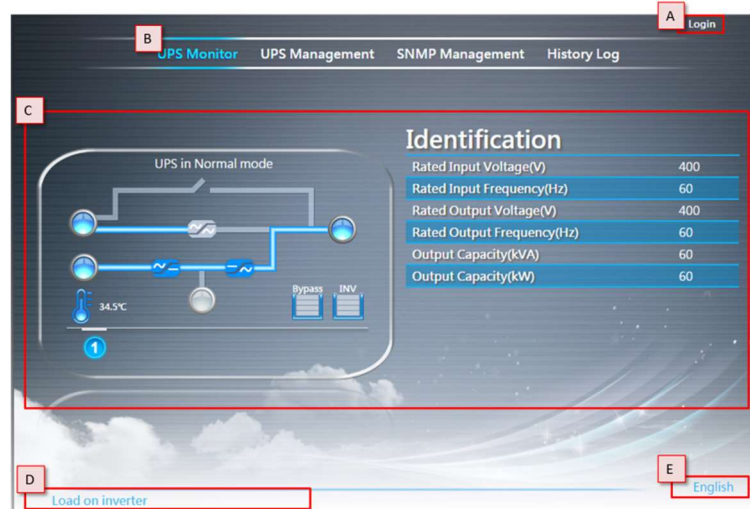 A
Login
B
UPS Monitor UPS Management SNMP Management History Log
C
Identification
UPS in Normal mode
Rated Input Voltage(V) 400
Rated Input Frequency(Hz) 60
Rated Output Voltage(V) 400
Rated Output Frequency(Hz) 60
Output Capacity(kVA) 60
Output Capacity(kW) 60
Bypass INV
34.5℃
1
D
Load on inverter
E
English